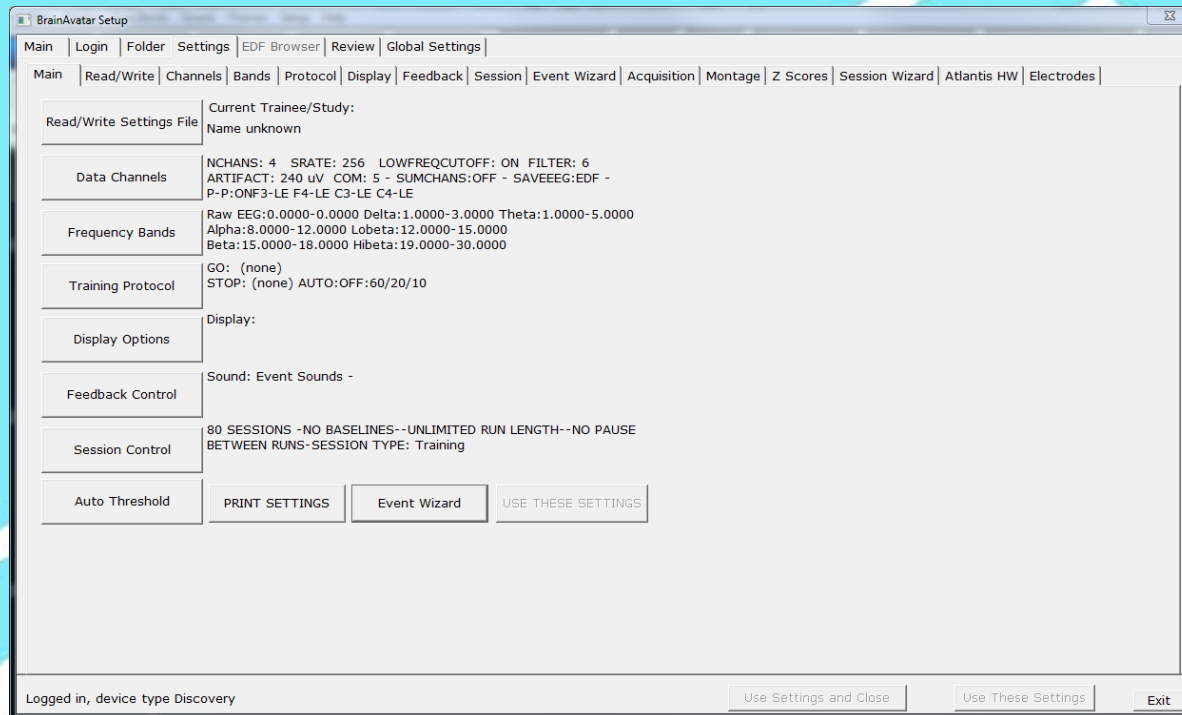 BrainAvatar Setup
Main Login Folder Settings EDF Browser Review Global Settings
Main Read/Write Channels Bands Protocol Display Feedback Session Event Wizard Acquisition Montage Z Scores Session Wizard Atlantis HW Electrodes
Read/Write Settings File
Current Trainee/Study:
Name unknown
Data Channels
NCHANS: 4 SRATE: 256 LOWFREQCUTOFF: ON FILTER: 6
ARTIFACT: 240 uV COM: 5 - SUMCHANS:OFF - SAVEEEG:EDF -
P-P:ONF3-LE F4-LE C3-LE C4-LE
Frequency Bands
Raw EEG:0.0000-0.0000 Delta:1.0000-3.0000 Theta:1.0000-5.0000
Alpha:8.0000-12.0000 Lobeta:12.0000-15.0000
Beta:15.0000-18.0000 Hibeta:19.0000-30.0000
Training Protocol
GO: (none)
STOP: (none) AUTO:OFF:60/20/10
Display Options
Display:
Feedback Control
Sound: Event Sounds -
Session Control
80 SESSIONS -NO BASELINES--UNLIMITED RUN LENGTH--NO PAUSE
BETWEEN RUNS-SESSION TYPE: Training
Auto Threshold PRINT SETTINGS Event Wizard USE THESE SETTINGS
Logged in, device type Discovery Use Settings and Close Use These Settings Exit